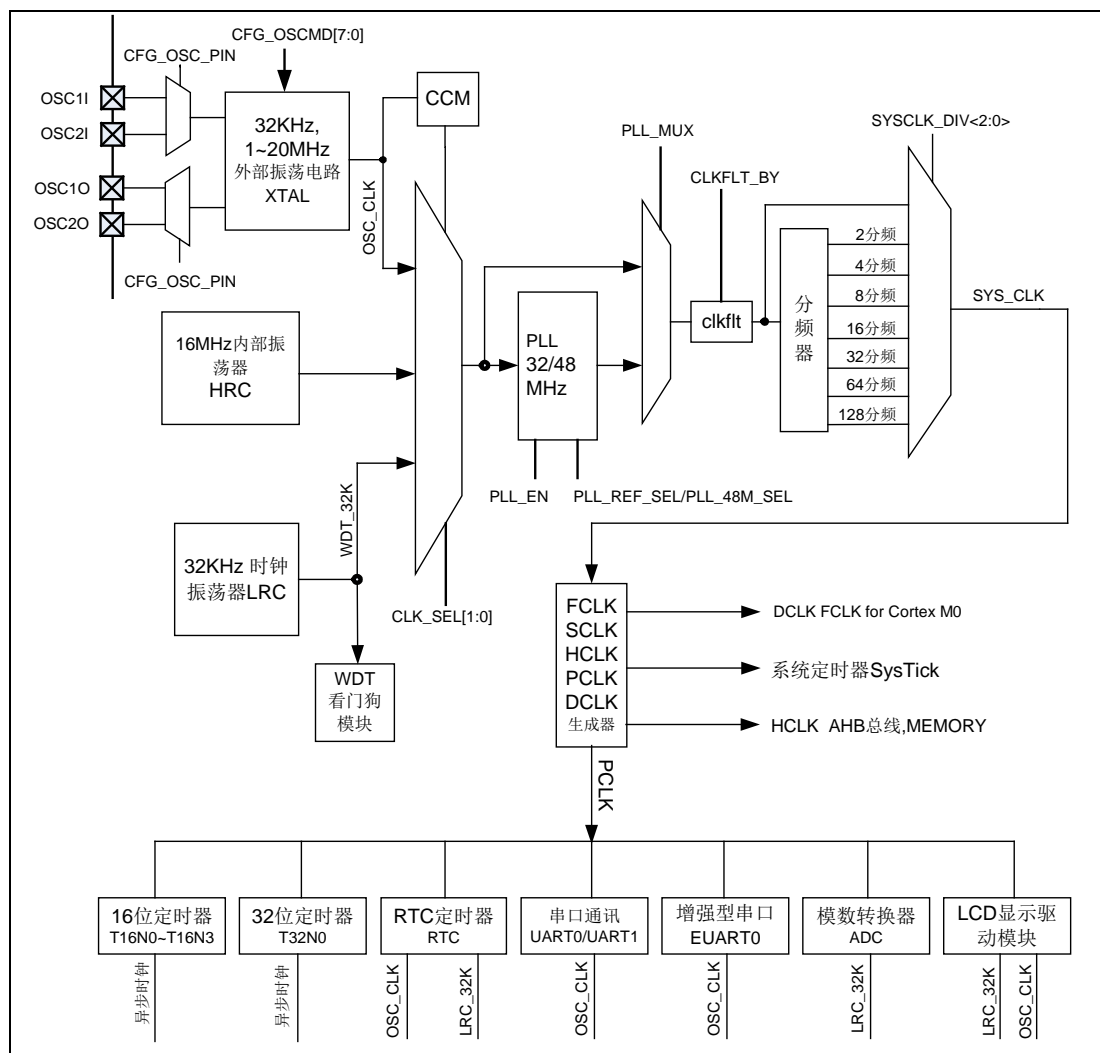 CFG_OSCMD[7:0]
CFG_OSC_PIN
OSC1I
OSC2I
OSC1O
OSC2O
CFG_OSC_PIN
32KHz,
1~20MHz
外部振荡电路
XTAL
CCM
OSC_CLK
PLL_MUX
CLKFLT_BY
SYSCLK_DIV<2:0>
16MHz内部振
荡器
HRC
PLL
32/48
MHz
clkflt
分
频
器
2分频
4分频
8分频
16分频
32分频
64分频
128分频
SYS_CLK
PLL_EN
PLL_REF_SEL/PLL_48M_SEL
WDT_32K
32KHz 时钟
振荡器LRC
CLK_SEL[1:0]
WDT
看门狗
模块
FCLK
SCLK
HCLK
PCLK
DCLK
生成器
DCLK FCLK for Cortex M0
系统定时器SysTick
HCLK AHB总线,MEMORY
PCLK
16位定时器
T16N0~T16N3
32位定时器
T32N0
RTC定时器
RTC
串口通讯
UART0/UART1
增强型串口
EUART0
模数转换器
ADC
LCD显示驱
动模块
异步时钟
异步时钟
OSC_CLK
LRC_32K
OSC_CLK
OSC_CLK
LRC_32K
LRC_32K
OSC_CLK